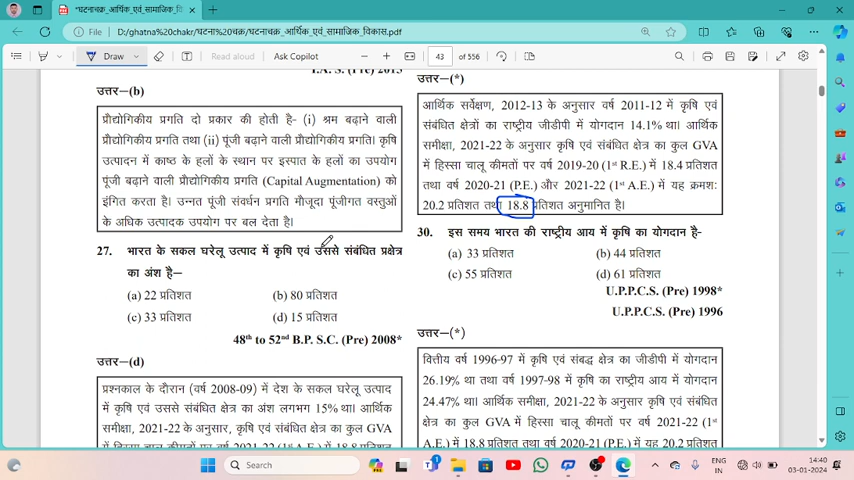 *घटनाचक्र_आर्थिक_एवं_सामाजिक_वि
File
D:/ghatna%20chakr/घटना%20चक्र/घटनाचक्र_आर्थिक_एवं_सामाजिक_विकास.pdf
Draw
Read aloud
Ask Copilot
43
of 556
I.A. S. (Pre) 2015
उत्तर–(b)
प्रौद्योगिकीय प्रगति दो प्रकार की होती है- (i) श्रम बढ़ाने वाली
प्रौद्योगिकीय प्रगति तथा (ii) पूंजी बढ़ाने वाली प्रौद्योगिकीय प्रगति। कृषि
उत्पादन में काष्ठ के हलों के स्थान पर इस्पात के हलों का उपयोग
पूंजी बढ़ाने वाली प्रौद्योगिकीय प्रगति (Capital Augmentation) को
इंगित करता है। उन्नत पूंजी संवर्धन प्रगति मौजूदा पूंजीगत वस्तुओं
के अधिक उत्पादक उपयोग पर बल देता है।
27. भारत के सकल घरेलू उत्पाद में कृषि एवं उससे संबंधित प्रक्षेत्र
का अंश है–
(a) 22 प्रतिशत (b) 80 प्रतिशत
(c) 33 प्रतिशत (d) 15 प्रतिशत
48th to 52nd B.P. S.C. (Pre) 2008*
उत्तर–(d)
प्रश्नकाल के दौरान (वर्ष 2008-09) में देश के सकल घरेलू उत्पाद
में कृषि एवं उससे संबंधित क्षेत्र का अंश लगभग 15% था। आर्थिक
समीक्षा, 2021-22 के अनुसार कृषि एवं संबंधित क्षेत्र का कुल GVA
में हिस्सा चालू कीमतों पर वर्ष 2021-22 (1st A.E.) में 18.8 प्रतिशत
उत्तर–(*)
आर्थिक सर्वेक्षण, 2012-13 के अनुसार वर्ष 2011-12 में कृषि एवं
संबंधित क्षेत्रों का राष्ट्रीय जीडीपी में योगदान 14.1% था। आर्थिक
समीक्षा, 2021-22 के अनुसार कृषि एवं संबंधित क्षेत्र का कुल GVA
में हिस्सा चालू कीमतों पर वर्ष 2019-20 (1st R.E.) में 18.4 प्रतिशत
तथा वर्ष 2020-21 (P.E.) और 2021-22 (1st A.E.) में यह क्रमश:
20.2 प्रतिशत तथा 18.8 प्रतिशत अनुमानित है।
30. इस समय भारत की राष्ट्रीय आय में कृषि का योगदान है-
(a) 33 प्रतिशत (b) 44 प्रतिशत
(c) 55 प्रतिशत (d) 61 प्रतिशत
U.P.P.C.S. (Pre) 1998*
U.P.P.C.S. (Pre) 1996
उत्तर–(*)
वित्तीय वर्ष 1996-97 में कृषि एवं संबद्ध क्षेत्र का जीडीपी में योगदान
26.19% था तथा वर्ष 1997-98 में कृषि का राष्ट्रीय आय में योगदान
24.47% था। आर्थिक समीक्षा, 2021-22 के अनुसार कृषि एवं संबंधित
क्षेत्र का कुल GVA में हिस्सा चालू कीमतों पर वर्ष 2021-22 (1st
A.E.) में 18.8 प्रतिशत तथा वर्ष 2020-21 (P.E.) में यह 20.2 प्रतिशत
Search
ENG
IN
14:40
03-01-2024